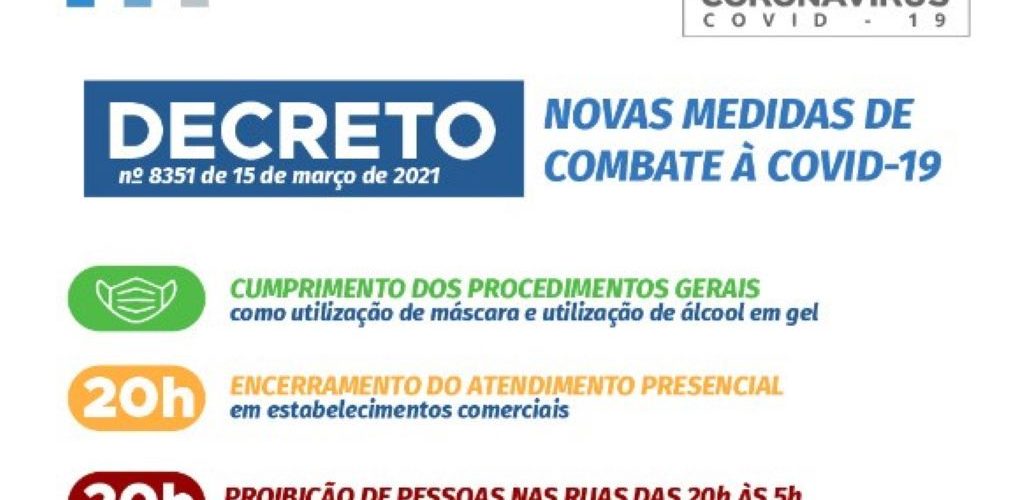 CORONAVÍRUS
COVID - 19
DECRETO
nº 8351 de 15 de março de 2021
NOVAS MEDIDAS DE
COMBATE À COVID-19
CUMPRIMENTO DOS PROCEDIMENTOS GERAIS
como utilização de máscara e utilização de álcool em gel
20h
ENCERRAMENTO DO ATENDIMENTO PRESENCIAL
em estabelecimentos comerciais
20h
PROIBIÇÃO DE PESSOAS NAS RUAS DAS 20h ÀS 5h